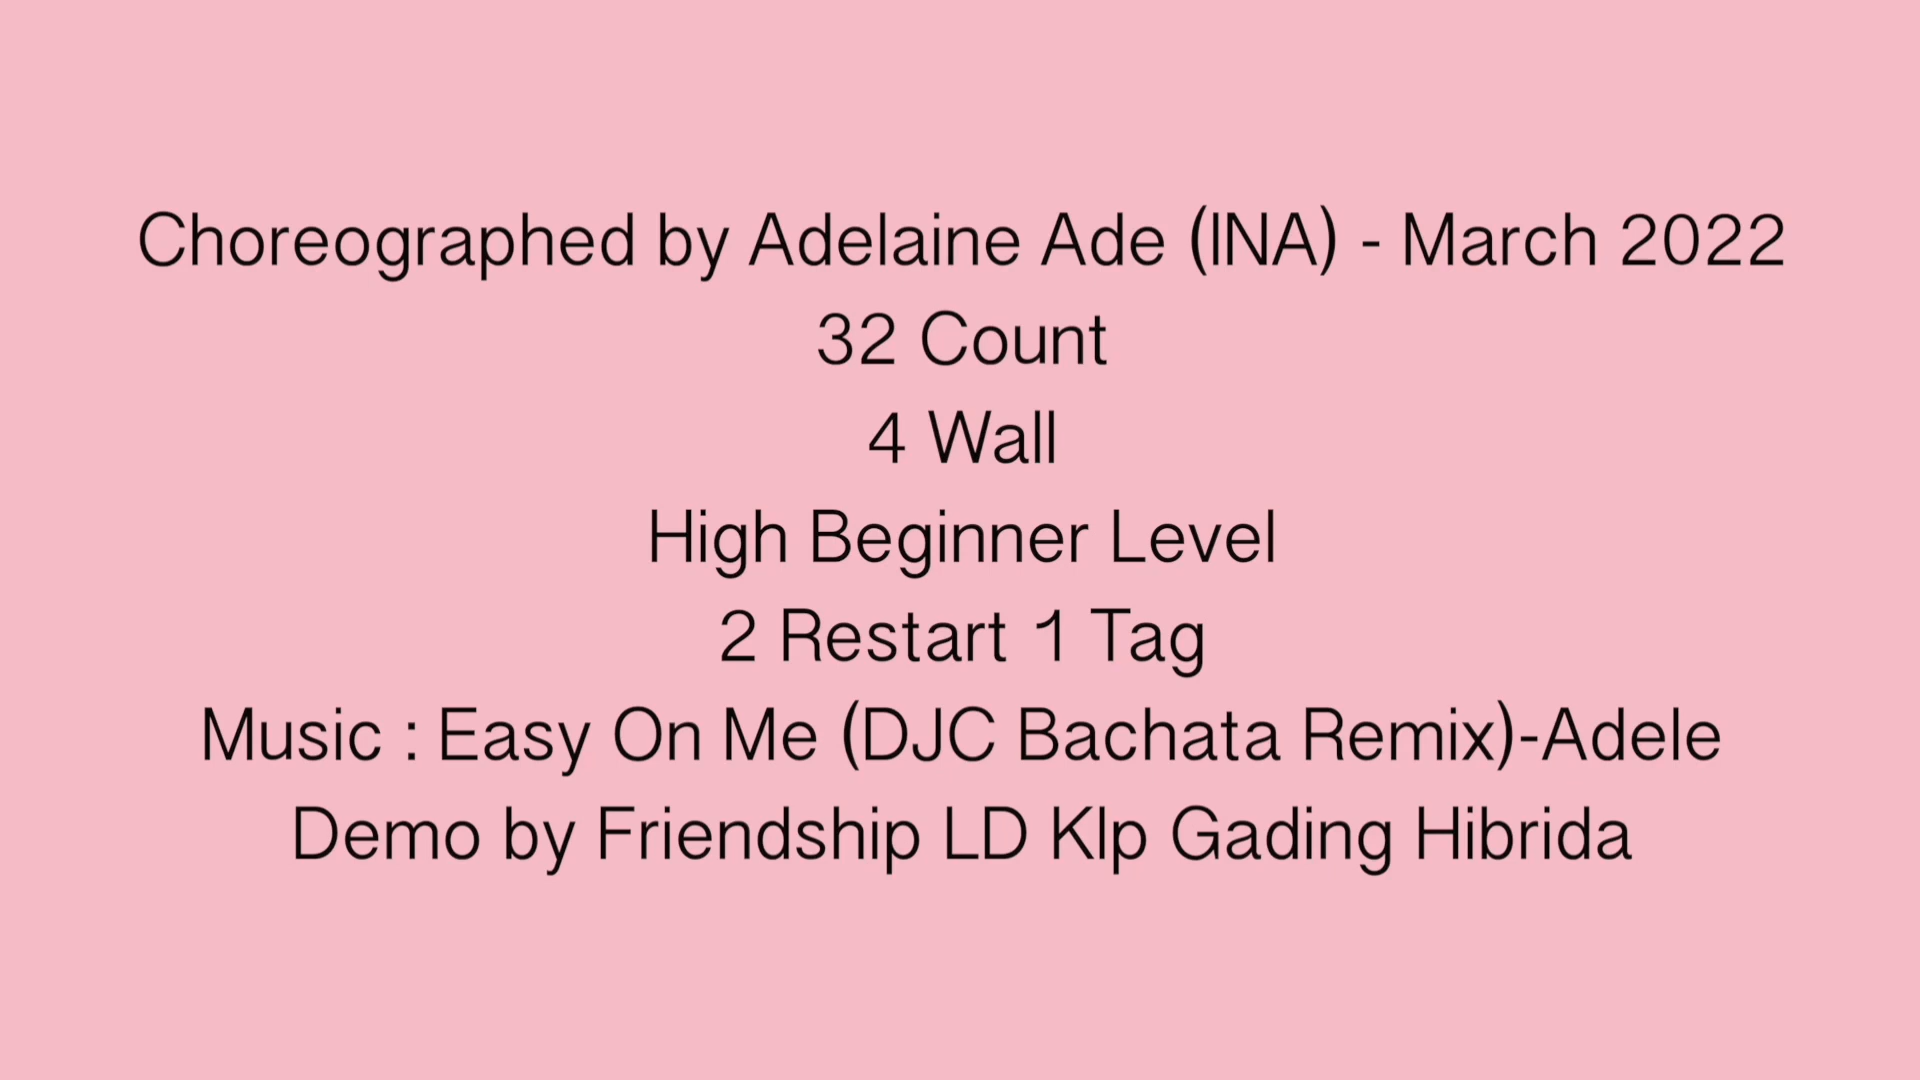 Choreographed by Adelaine Ade (INA) - March 2022
32 Count
4 Wall
High Beginner Level
2 Restart 1 Tag
Music : Easy On Me (DJC Bachata Remix)-Adele
Demo by Friendship LD Klp Gading Hibrida